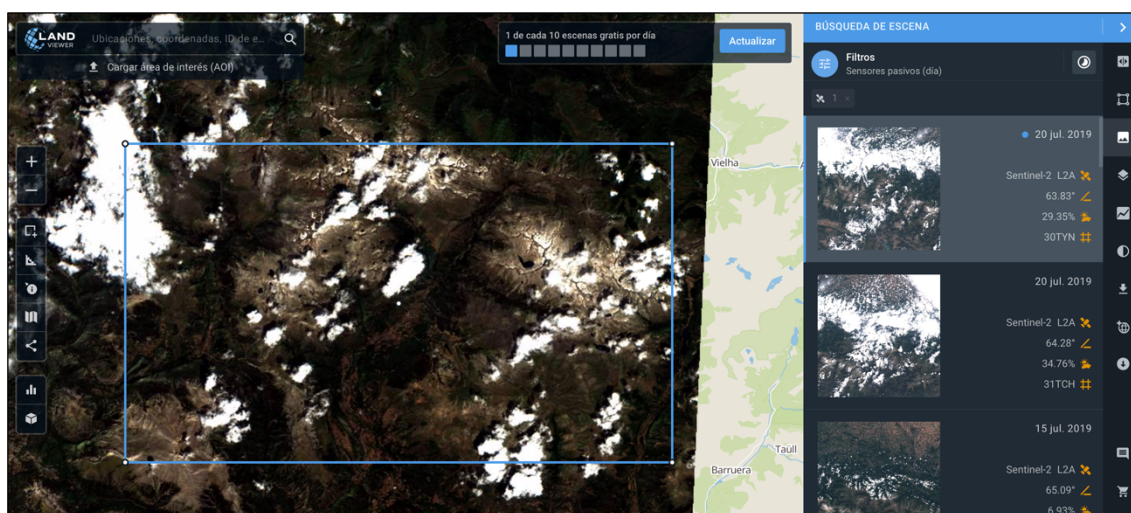 LAND
VIEWER
Ubicaciones, coordenadas, ID de e...
Cargar área de interés (AOI)
1 de cada 10 escenas gratis por día
Actualizar
Vielha
Taüll
Barruera
BÚSQUEDA DE ESCENA
Filtros
Sensores pasivos (día)
1 ×
20 jul. 2019
Sentinel-2 L2A
63.83°
29.35%
30TYN
20 jul. 2019
Sentinel-2 L2A
64.28°
34.76%
31TCH
15 jul. 2019
Sentinel-2 L2A
65.09°
6.93%